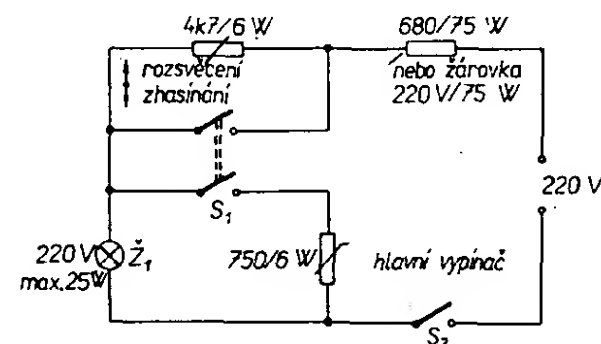 4k7/6 W
680/75 W
rozsvěcení
zhasínání
nebo žárovka
220 V/75 W
S₁
220 V
220 V
Ž₁
max.25W
750/6 W
hlavní vypínač
S₂